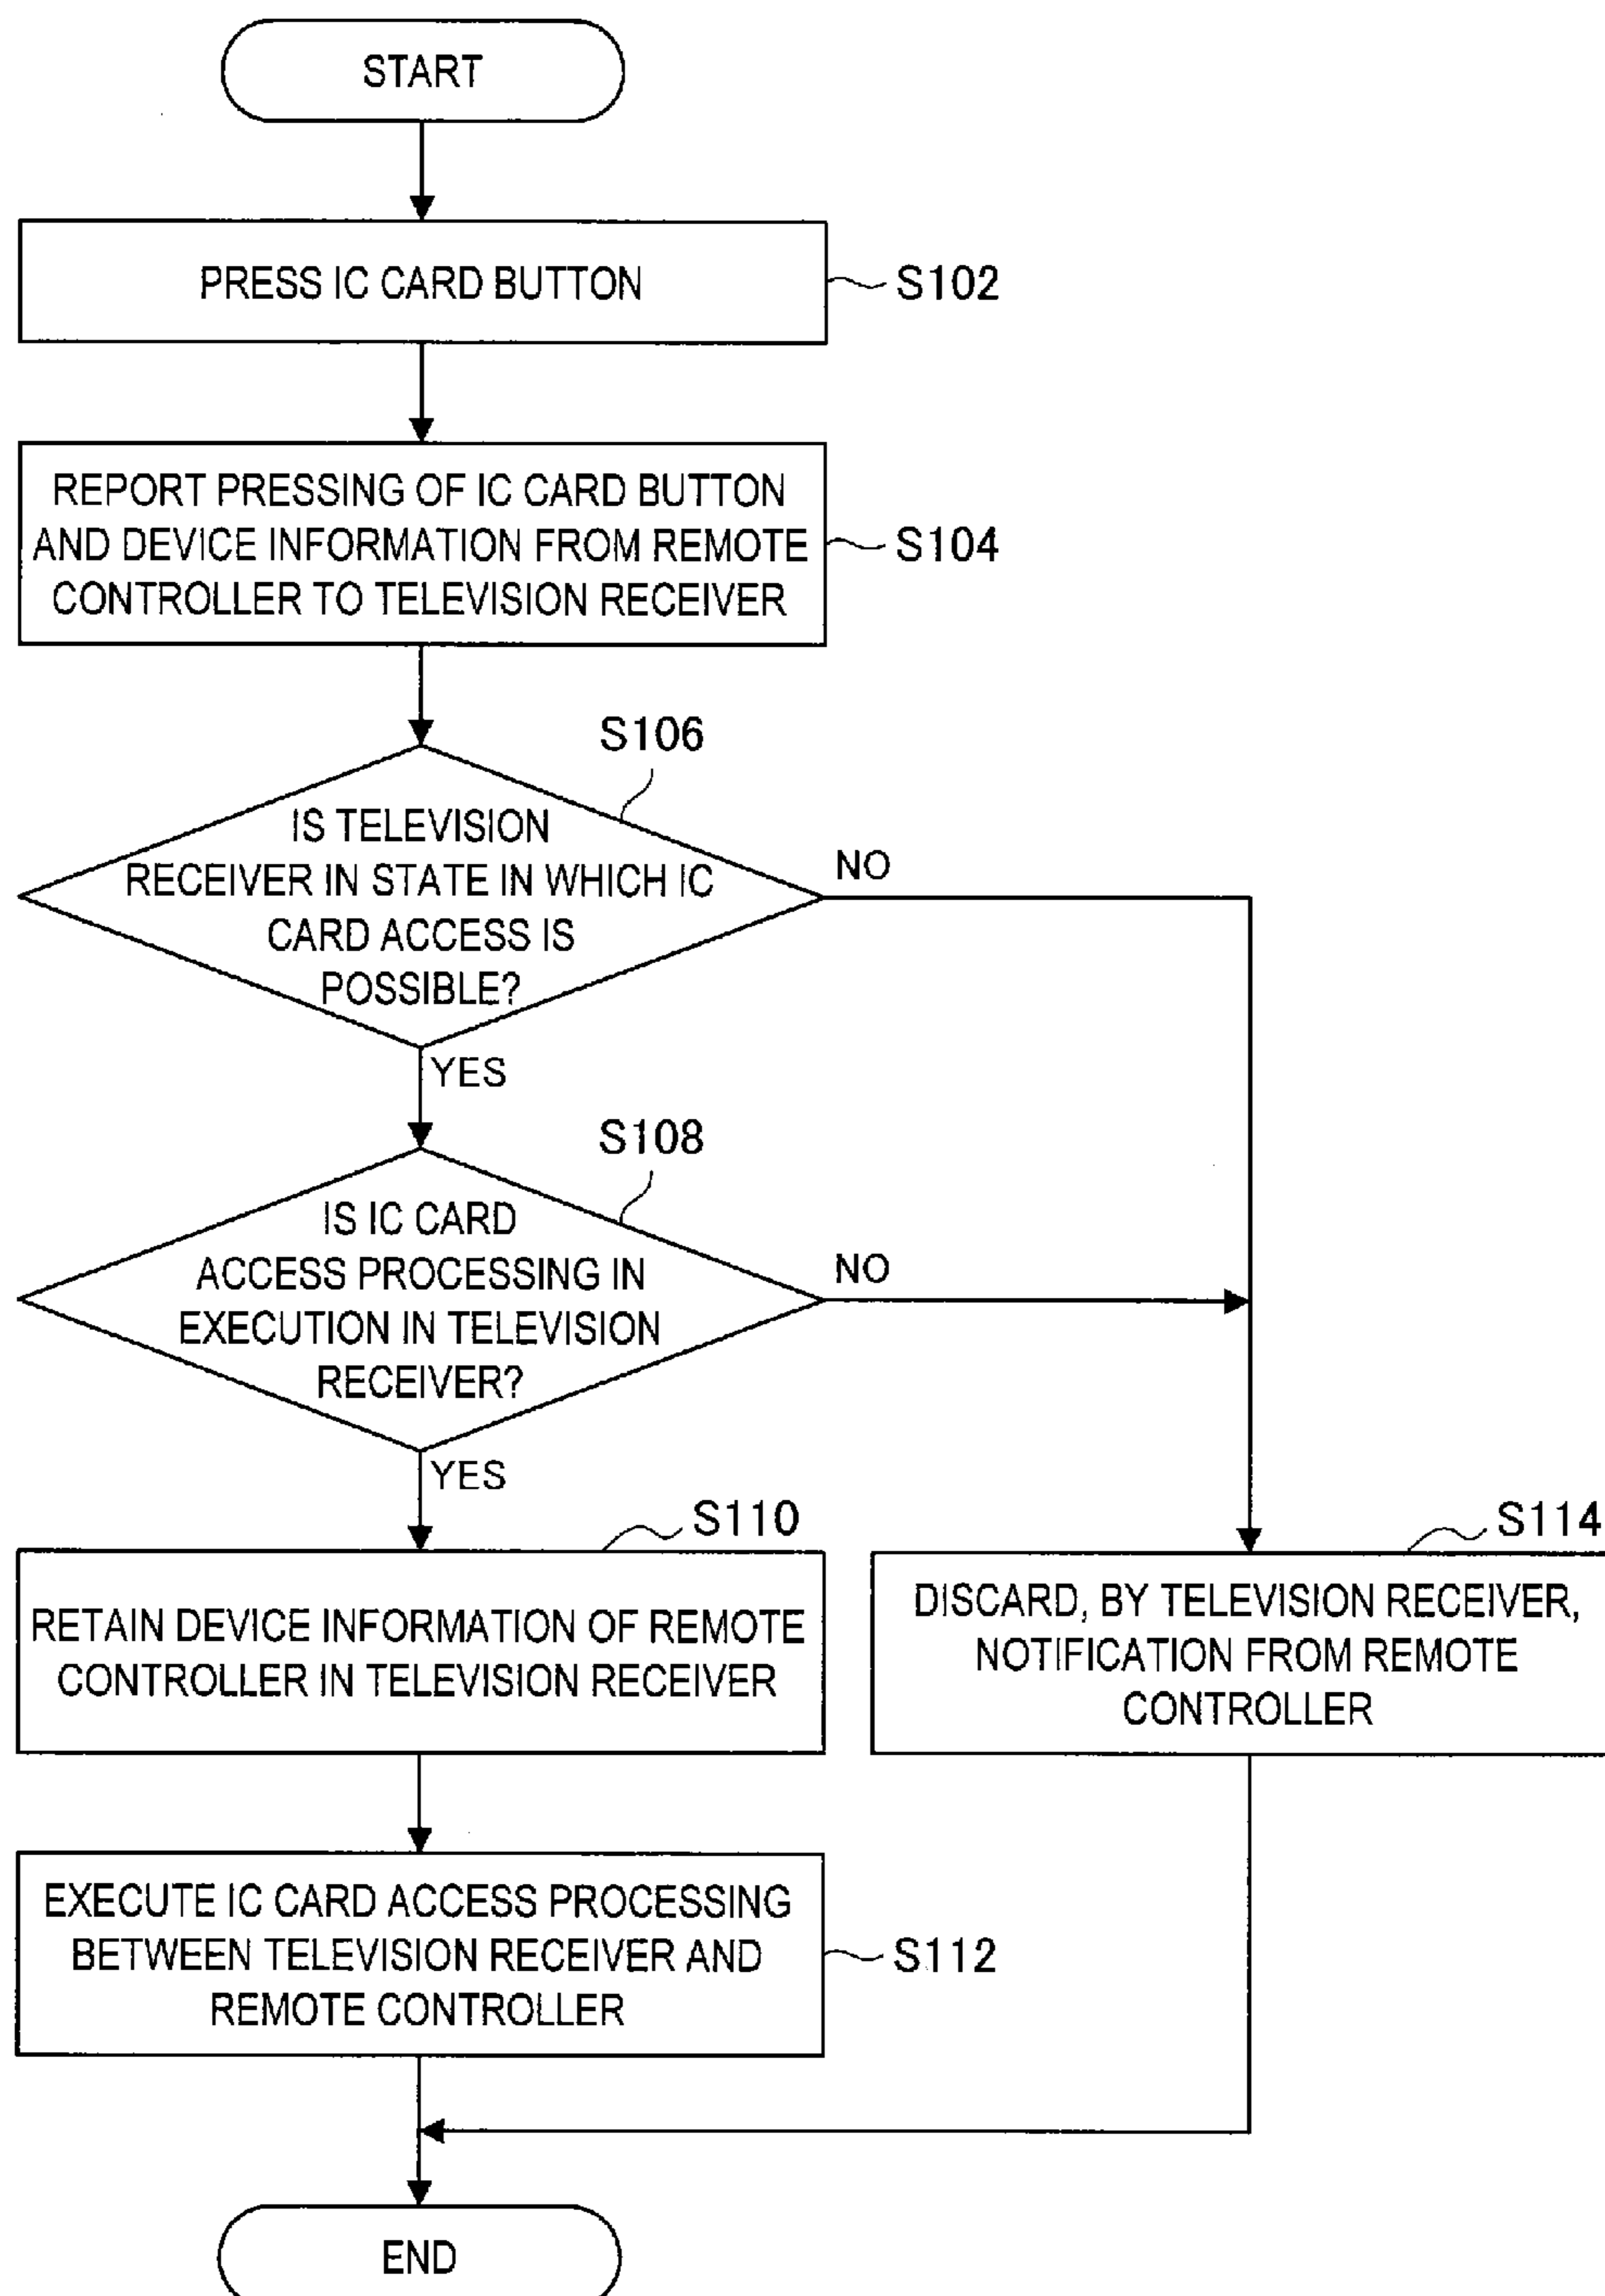 START
PRESS IC CARD BUTTON
S102
REPORT PRESSING OF IC CARD BUTTON
AND DEVICE INFORMATION FROM REMOTE
CONTROLLER TO TELEVISION RECEIVER
S104
S106
IS TELEVISION
RECEIVER IN STATE IN WHICH IC
CARD ACCESS IS
POSSIBLE?
NO
YES
S108
IS IC CARD
ACCESS PROCESSING IN
EXECUTION IN TELEVISION
RECEIVER?
NO
YES
S110
RETAIN DEVICE INFORMATION OF REMOTE
CONTROLLER IN TELEVISION RECEIVER
S114
DISCARD, BY TELEVISION RECEIVER,
NOTIFICATION FROM REMOTE
CONTROLLER
EXECUTE IC CARD ACCESS PROCESSING
BETWEEN TELEVISION RECEIVER AND
REMOTE CONTROLLER
S112
END